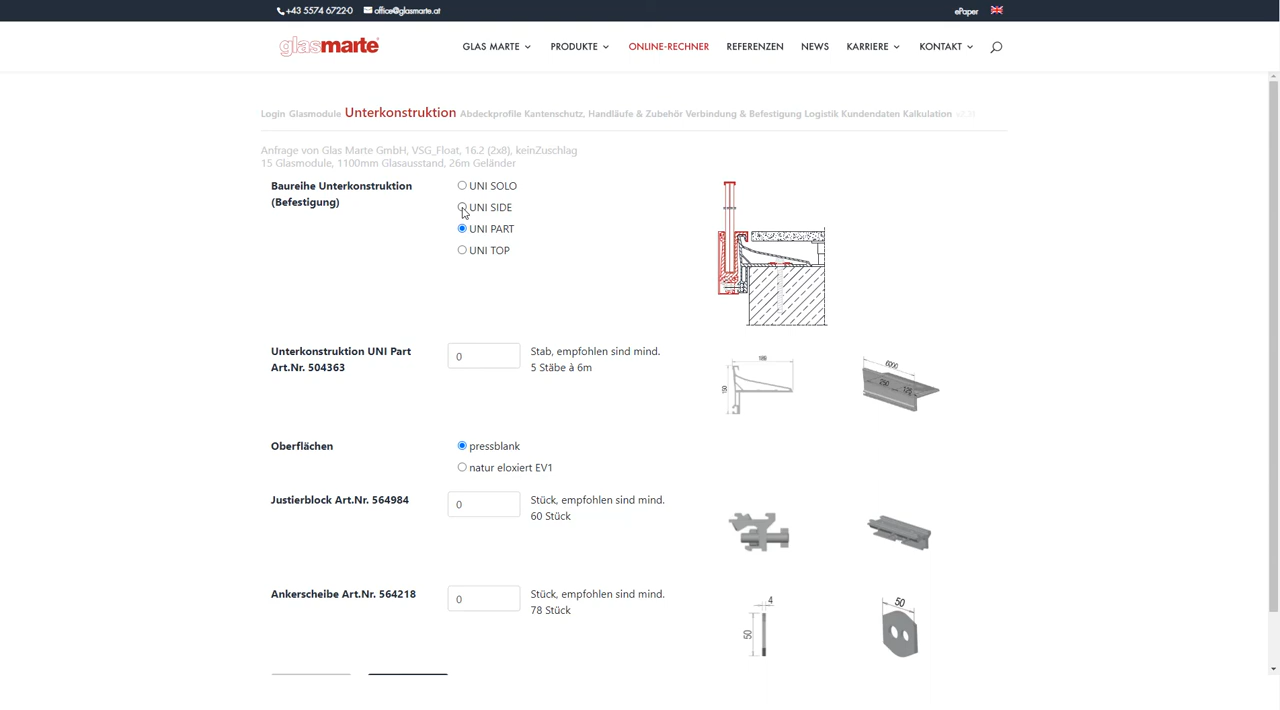 +43 5574 6722-0 office@glasmarte.at ePaper
glasmarte GLAS MARTE PRODUKTE ONLINE-RECHNER REFERENZEN NEWS KARRIERE KONTAKT
Login Glasmodule Unterkonstruktion Abdeckprofile Kantenschutz, Handläufe & Zubehör Verbindung & Befestigung Logistik Kundendaten Kalkulation
Anfrage von Glas Marte GmbH, VSG_Float, 16.2 (2x8), keinZuschlag
15 Glasmodule, 1100mm Glasausstand, 26m Geländer
Baureihe Unterkonstruktion
(Befestigung)
UNI SOLO
UNI SIDE
UNI PART
UNI TOP
Unterkonstruktion UNI Part
Art.Nr. 504363
0
Stab, empfohlen sind mind.
5 Stäbe à 6m
150
6000
250
125
Oberflächen
pressblank
natur eloxiert EV1
Justierblock Art.Nr. 564984
0
Stück, empfohlen sind mind.
60 Stück
Ankerscheibe Art.Nr. 564218
0
Stück, empfohlen sind mind.
78 Stück
4
50
50